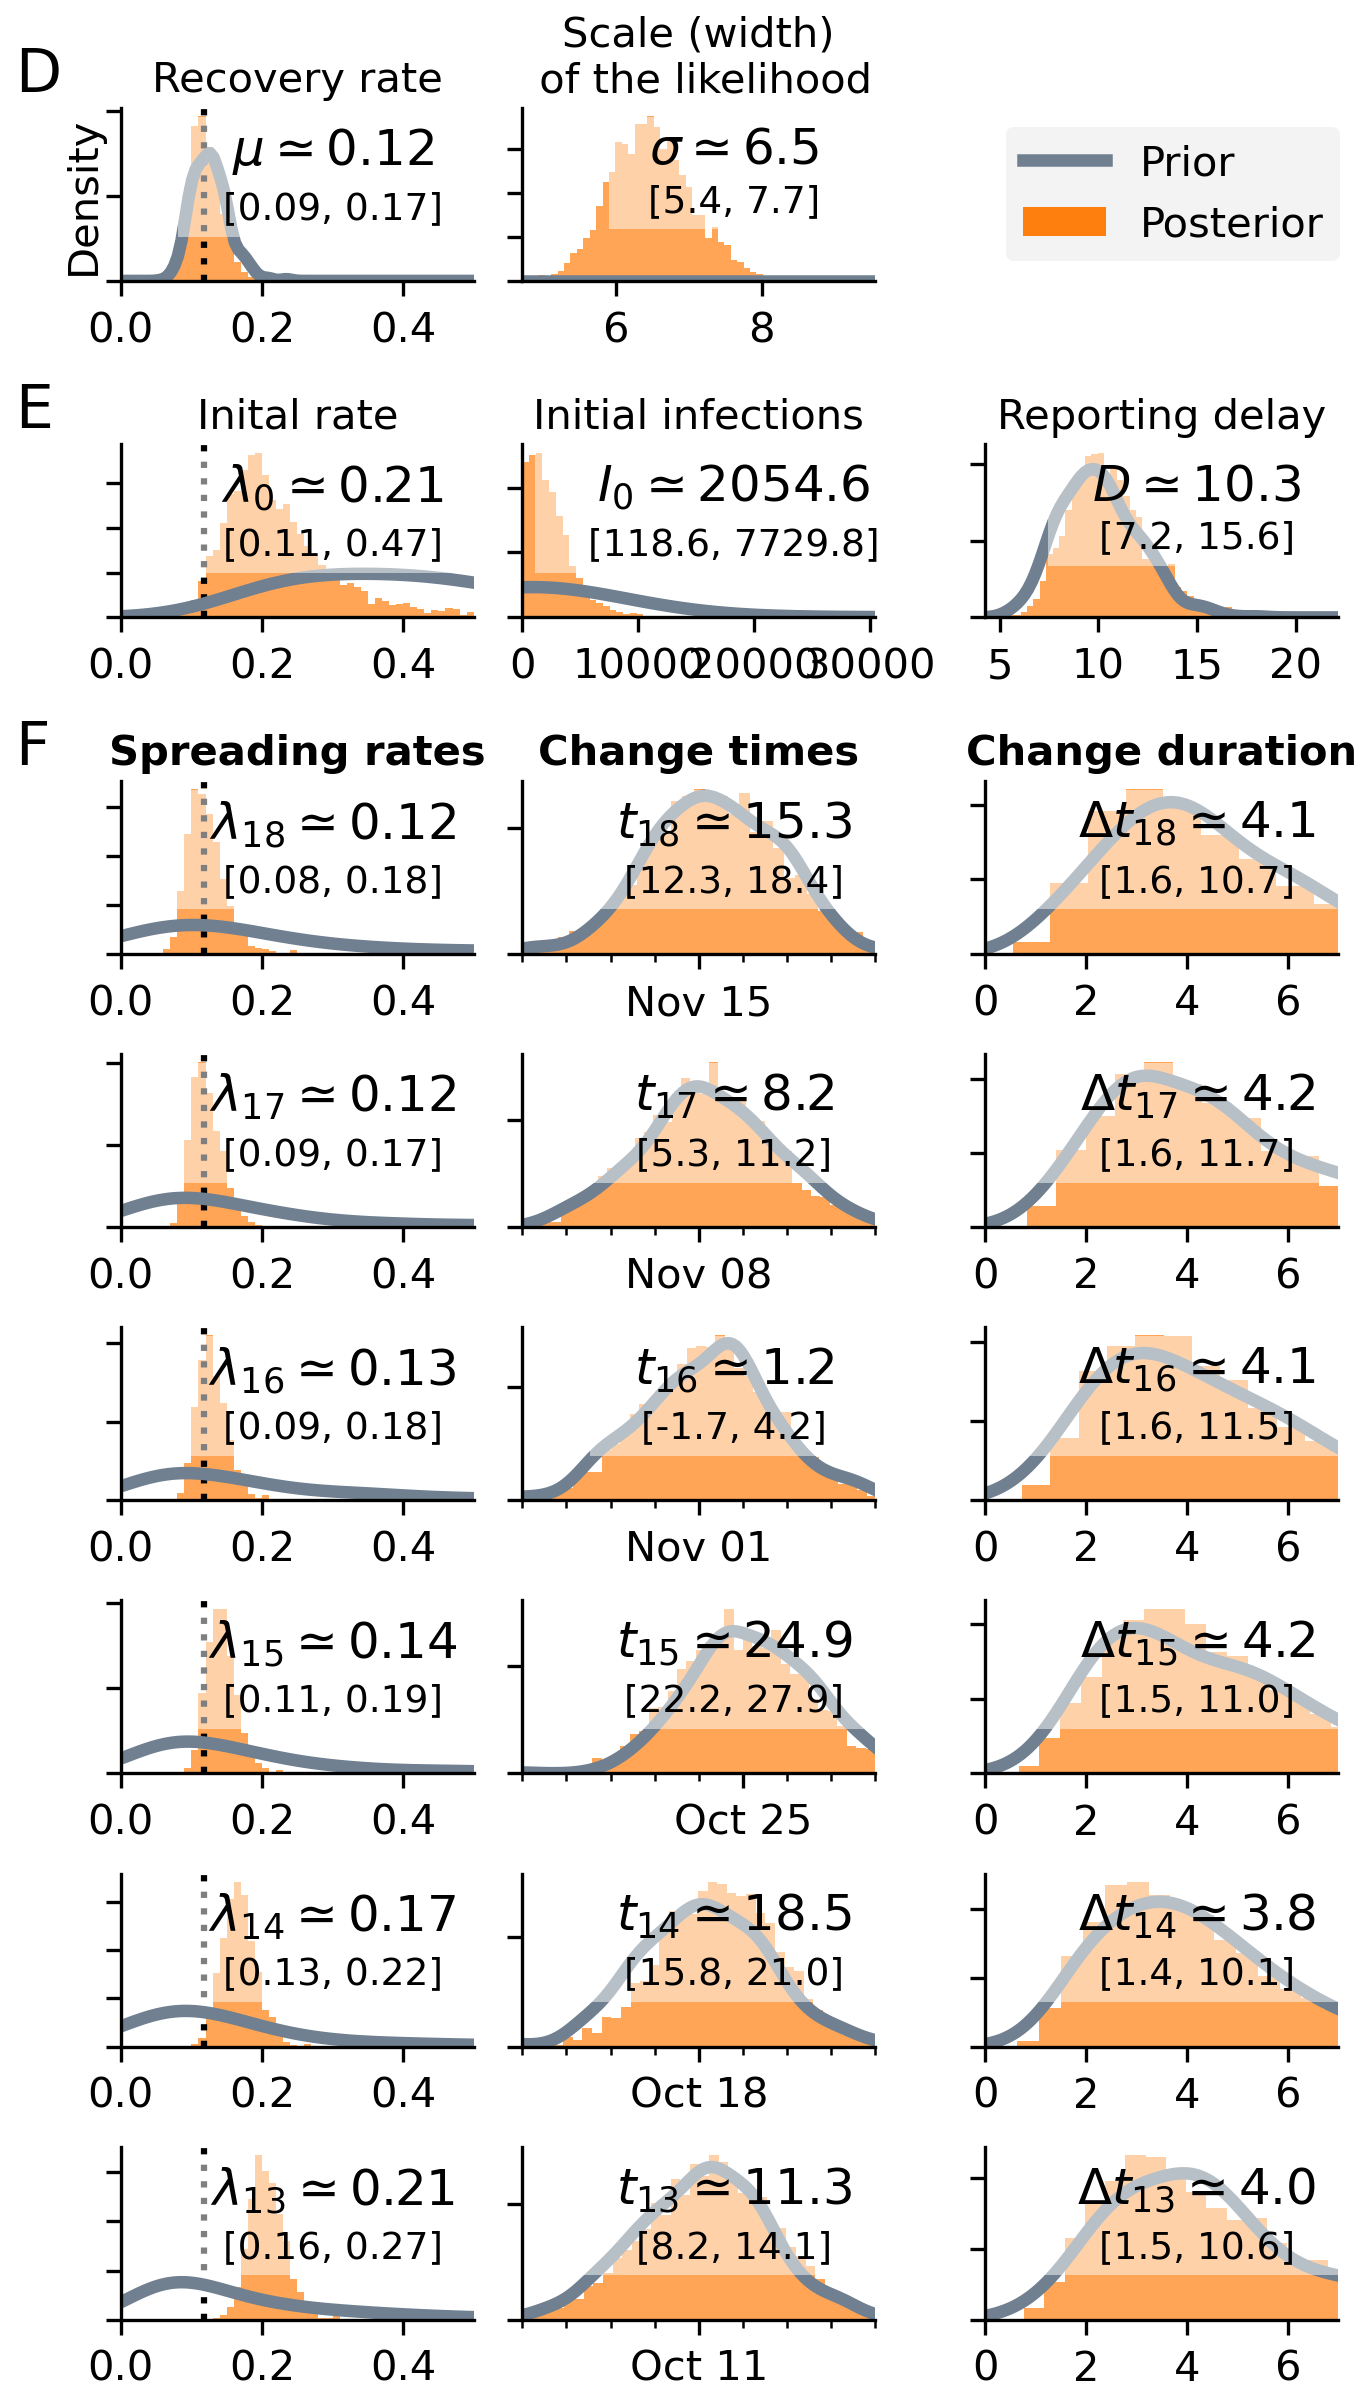 D
Recovery rate
Scale (width)
of the likelihood
Density
μ ≃ 0.12
[0.09, 0.17]
0.0 0.2 0.4
σ ≃ 6.5
[5.4, 7.7]
6 8
Prior
Posterior
E
Inital rate
λ0 ≃ 0.21
[0.11, 0.47]
0.0 0.2 0.4
Initial infections
I0 ≃ 2054.6
[118.6, 7729.8]
0 10000 20000 30000
Reporting delay
D ≃ 10.3
[7.2, 15.6]
5 10 15 20
F
Spreading rates
Change times
Change duration
λ18 ≃ 0.12
[0.08, 0.18]
0.0 0.2 0.4
t18 ≃ 15.3
[12.3, 18.4]
Nov 15
Δt18 ≃ 4.1
[1.6, 10.7]
0 2 4 6
λ17 ≃ 0.12
[0.09, 0.17]
0.0 0.2 0.4
t17 ≃ 8.2
[5.3, 11.2]
Nov 08
Δt17 ≃ 4.2
[1.6, 11.7]
0 2 4 6
λ16 ≃ 0.13
[0.09, 0.18]
0.0 0.2 0.4
t16 ≃ 1.2
[-1.7, 4.2]
Nov 01
Δt16 ≃ 4.1
[1.6, 11.5]
0 2 4 6
λ15 ≃ 0.14
[0.11, 0.19]
0.0 0.2 0.4
t15 ≃ 24.9
[22.2, 27.9]
Oct 25
Δt15 ≃ 4.2
[1.5, 11.0]
0 2 4 6
λ14 ≃ 0.17
[0.13, 0.22]
0.0 0.2 0.4
t14 ≃ 18.5
[15.8, 21.0]
Oct 18
Δt14 ≃ 3.8
[1.4, 10.1]
0 2 4 6
λ13 ≃ 0.21
[0.16, 0.27]
0.0 0.2 0.4
t13 ≃ 11.3
[8.2, 14.1]
Oct 11
Δt13 ≃ 4.0
[1.5, 10.6]
0 2 4 6